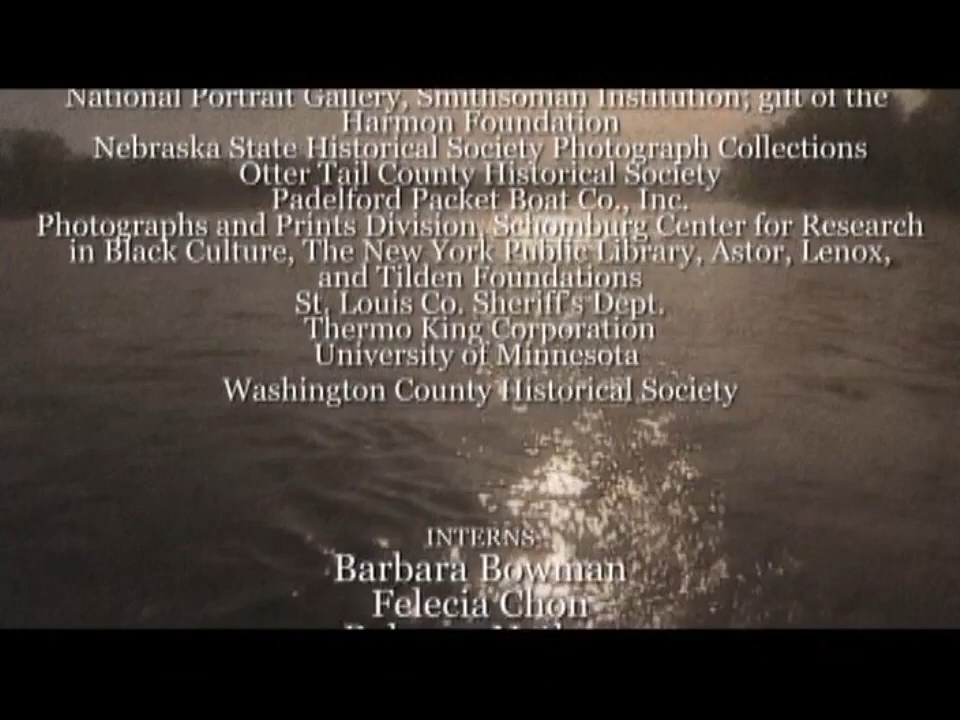 National Portrait Gallery, Smithsonian Institution; gift of the
Harmon Foundation
Nebraska State Historical Society Photograph Collections
Otter Tail County Historical Society
Padelford Packet Boat Co., Inc.
Photographs and Prints Division, Schomburg Center for Research
in Black Culture, The New York Public Library, Astor, Lenox,
and Tilden Foundations
St. Louis Co. Sheriff's Dept.
Thermo King Corporation
University of Minnesota
Washington County Historical Society
INTERNS
Barbara Bowman
Felecia Chon